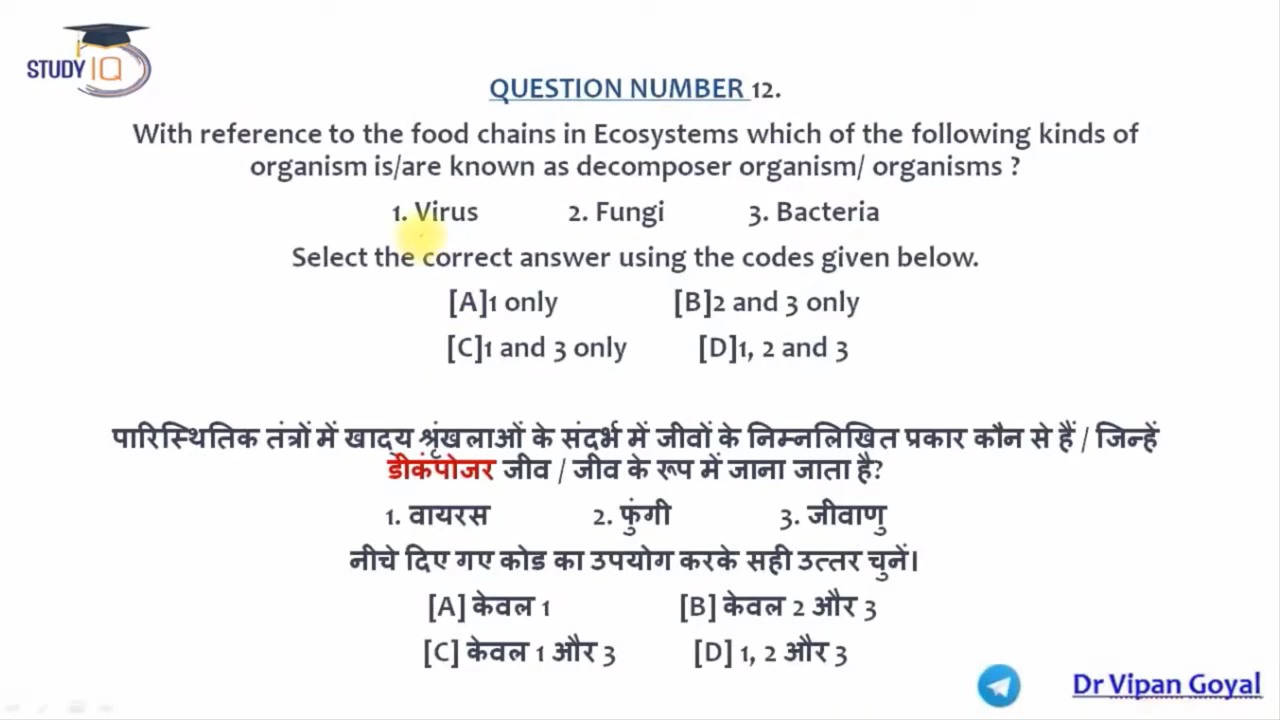 STUDY IQ
QUESTION NUMBER 12.
With reference to the food chains in Ecosystems which of the following kinds of
organism is/are known as decomposer organism/ organisms ?
1. Virus 2. Fungi 3. Bacteria
Select the correct answer using the codes given below.
[A]1 only [B]2 and 3 only
[C]1 and 3 only [D]1, 2 and 3
पारिस्थितिक तंत्रों में खाद्य श्रृंखलाओं के संदर्भ में जीवों के निम्नलिखित प्रकार कौन से हैं / जिन्हें
डीकंपोजर जीव / जीव के रूप में जाना जाता है?
1. वायरस 2. फुंगी 3. जीवाणु
नीचे दिए गए कोड का उपयोग करके सही उत्तर चुनें।
[A] केवल 1 [B] केवल 2 और 3
[C] केवल 1 और 3 [D] 1, 2 और 3
Dr Vipan Goyal